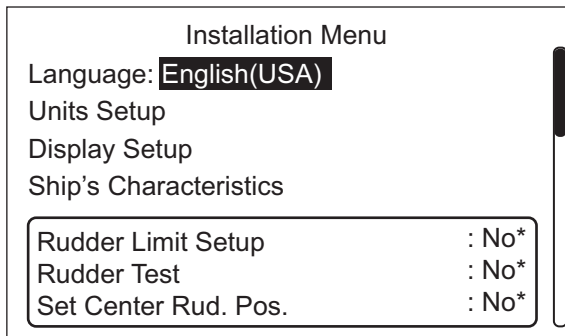 Installation Menu
Language: English(USA)
Units Setup
Display Setup
Ship's Characteristics
Rudder Limit Setup : No*
Rudder Test : No*
Set Center Rud. Pos. : No*